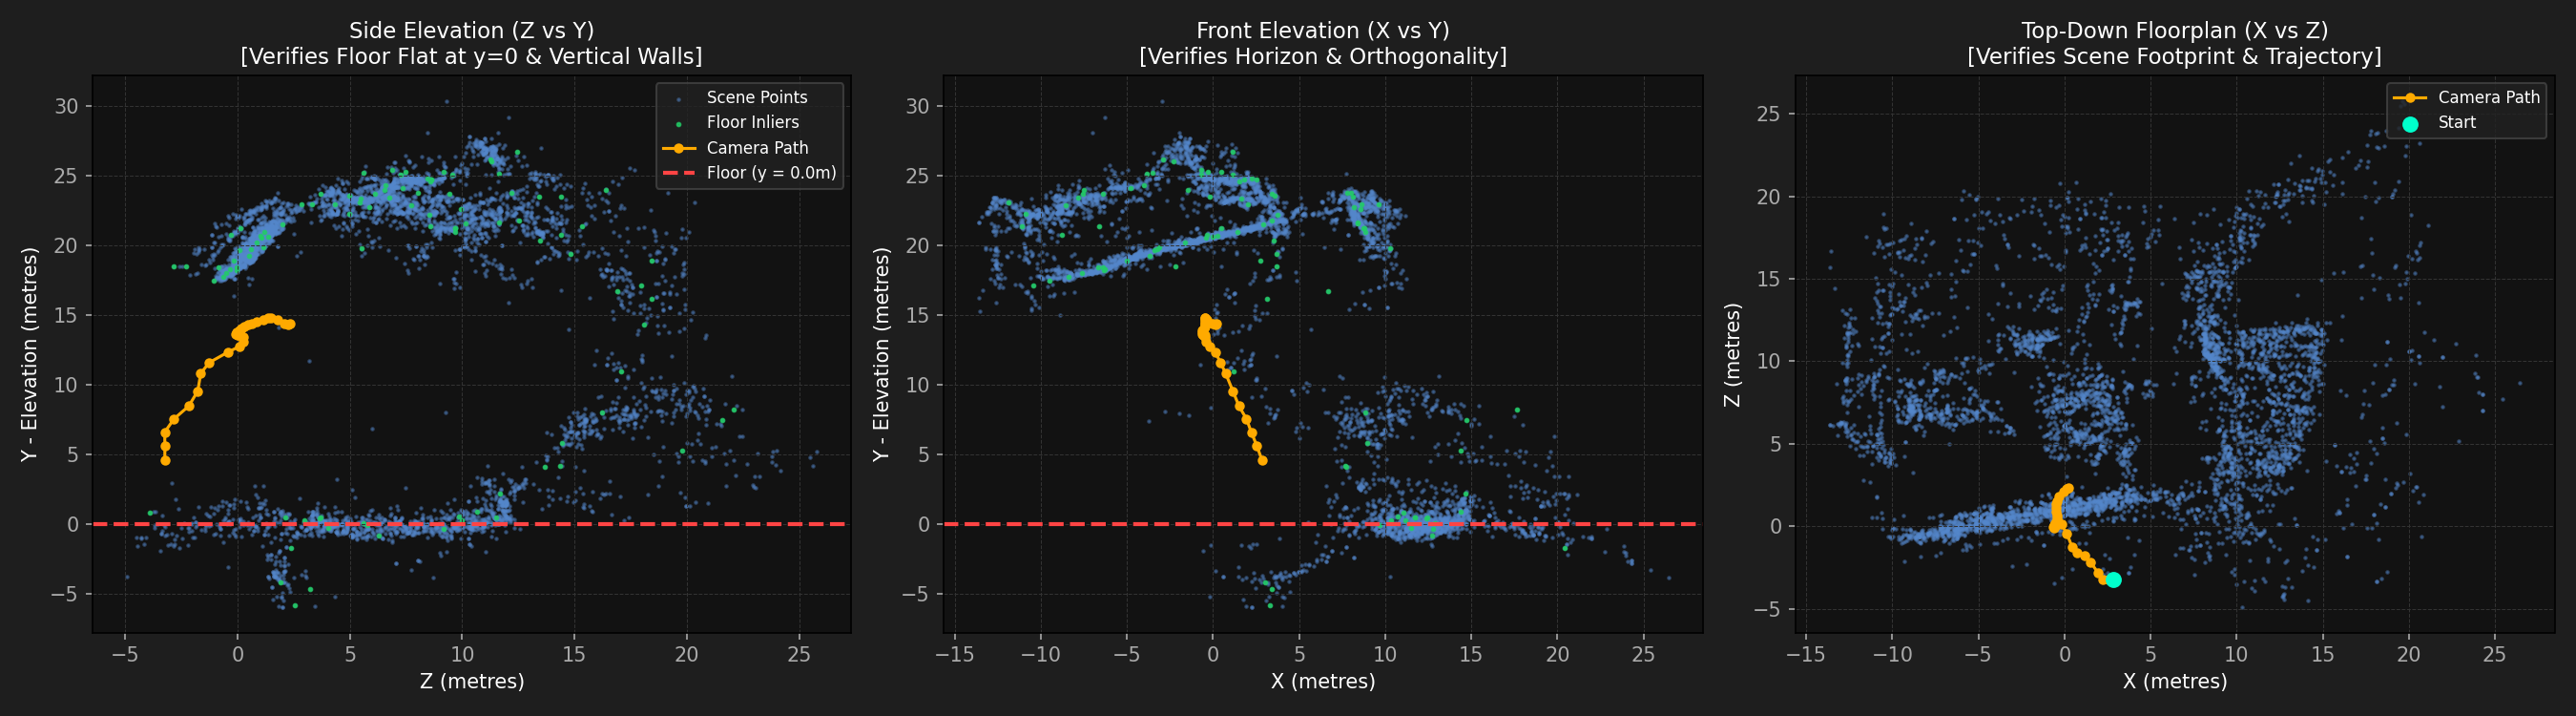 Side Elevation (Z vs Y)
[Verifies Floor Flat at y=0 & Vertical Walls]
30
25
20
15
10
5
0
−5
Y - Elevation (metres)
−5
0
5
10
15
20
25
Z (metres)
Scene Points
Floor Inliers
Camera Path
Floor (y = 0.0m)
Front Elevation (X vs Y)
[Verifies Horizon & Orthogonality]
30
25
20
15
10
5
0
−5
Y - Elevation (metres)
−15
−10
−5
0
5
10
15
20
25
X (metres)
Top-Down Floorplan (X vs Z)
[Verifies Scene Footprint & Trajectory]
25
20
15
10
5
0
−5
Z (metres)
−15
−10
−5
0
5
10
15
20
25
X (metres)
Camera Path
Start